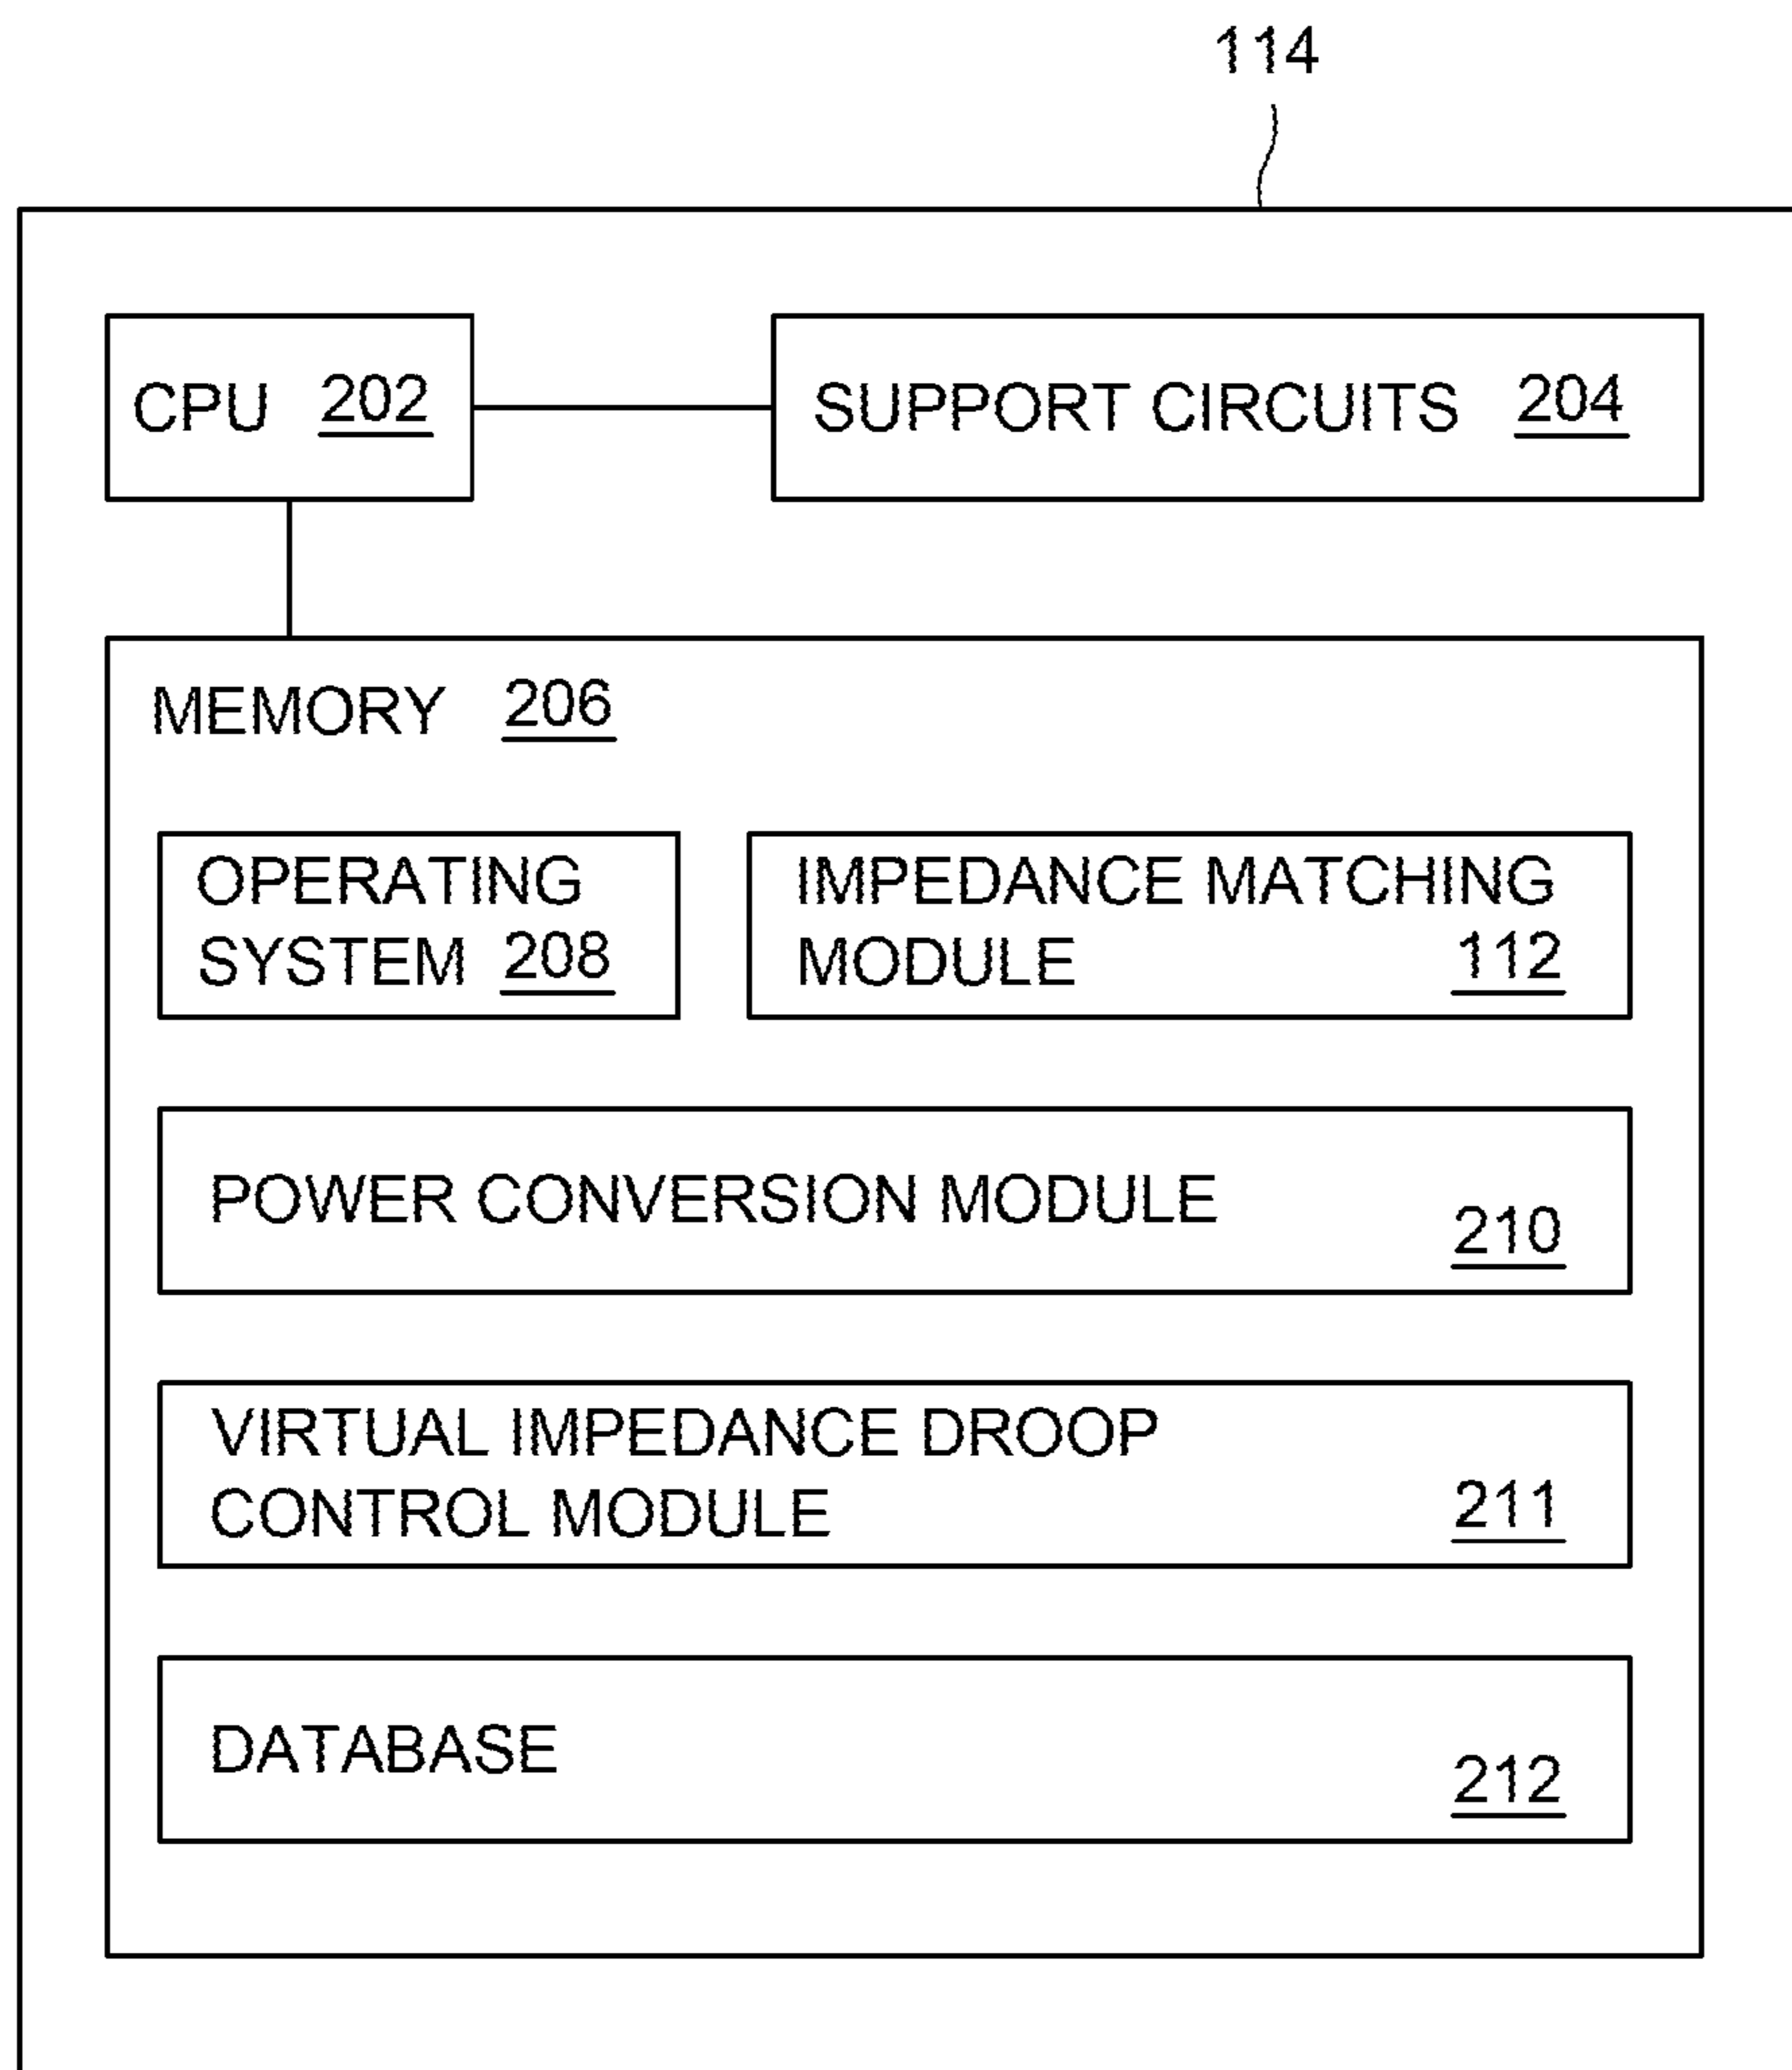 114
CPU 202
SUPPORT CIRCUITS 204
MEMORY 206
OPERATING
SYSTEM 208
IMPEDANCE MATCHING
MODULE 112
POWER CONVERSION MODULE 210
VIRTUAL IMPEDANCE DROOP
CONTROL MODULE 211
DATABASE 212